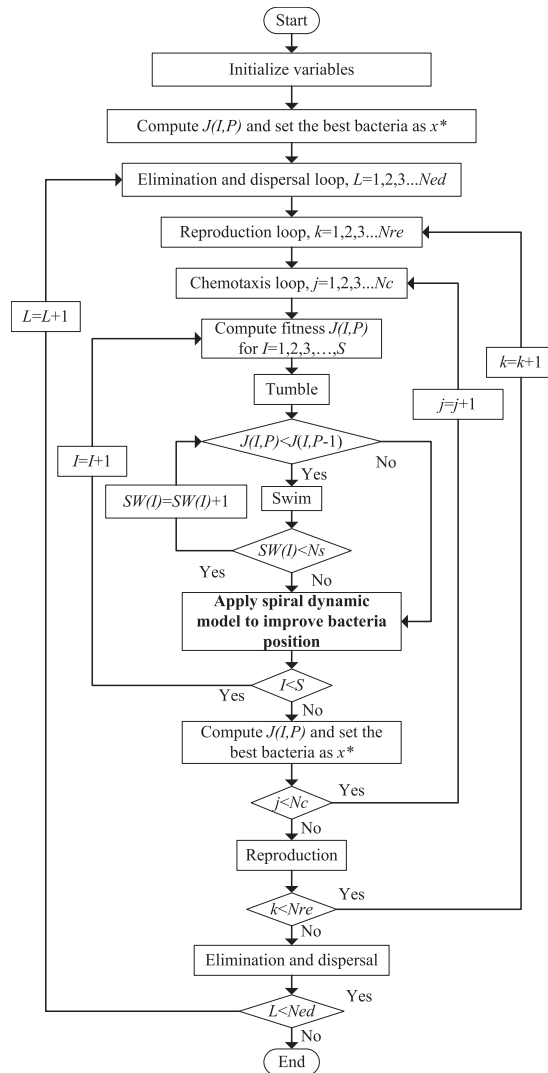 Start
Initialize variables
Compute J(I,P) and set the best bacteria as x*
Elimination and dispersal loop, L=1,2,3...Ned
Reproduction loop, k=1,2,3...Nre
Chemotaxis loop, j=1,2,3...Nc
L=L+1
Compute fitness J(I,P)
for I=1,2,3,...,S
k=k+1
Tumble
j=j+1
J(I,P)<J(I,P-1)
I=I+1
Yes
No
SW(I)=SW(I)+1
Swim
SW(I)<Ns
Yes
No
Apply spiral dynamic
model to improve bacteria
position
I<S
Yes
No
Compute J(I,P) and set the
best bacteria as x*
Yes
j<Nc
No
Reproduction
Yes
k<Nre
No
Elimination and dispersal
Yes
L<Ned
No
End